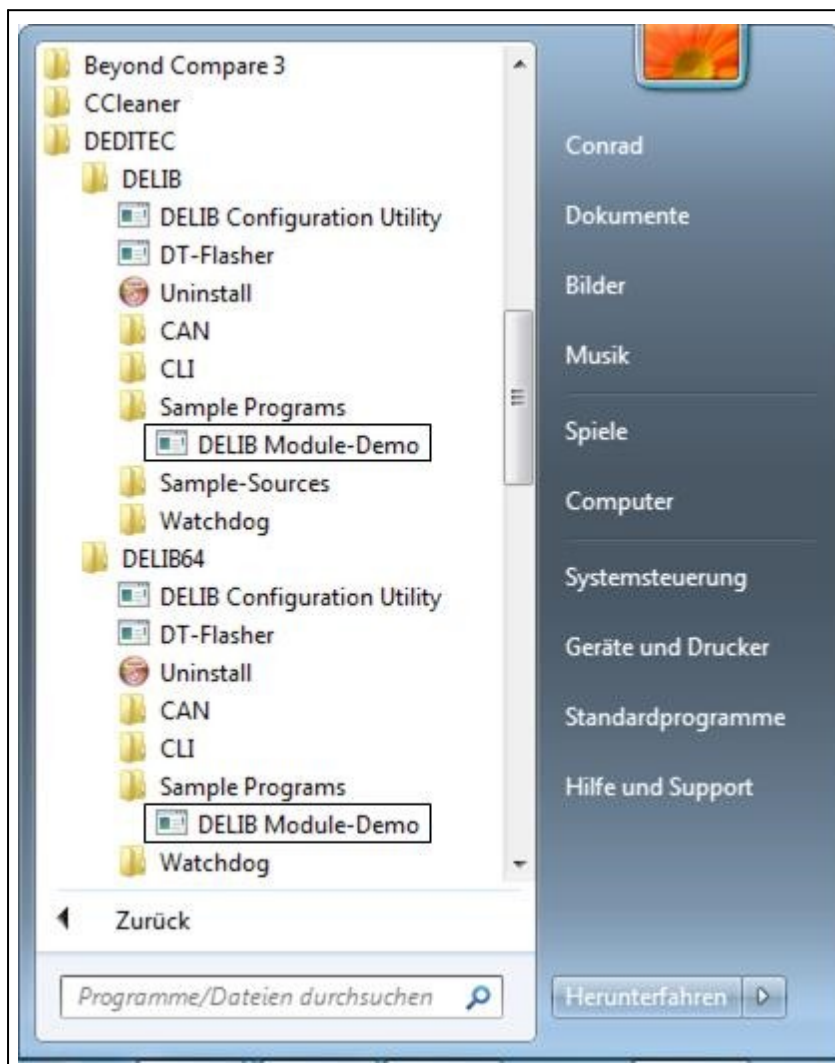 Beyond Compare 3
CCleaner
DEDITEC
DELIB
DELIB Configuration Utility
DT-Flasher
Uninstall
CAN
CLI
Sample Programs
DELIB Module-Demo
Sample-Sources
Watchdog
DELIB64
DELIB Configuration Utility
DT-Flasher
Uninstall
CAN
CLI
Sample Programs
DELIB Module-Demo
Watchdog
Zurück
Programme/Dateien durchsuchen
Conrad
Dokumente
Bilder
Musik
Spiele
Computer
Systemsteuerung
Geräte und Drucker
Standardprogramme
Hilfe und Support
Herunterfahren